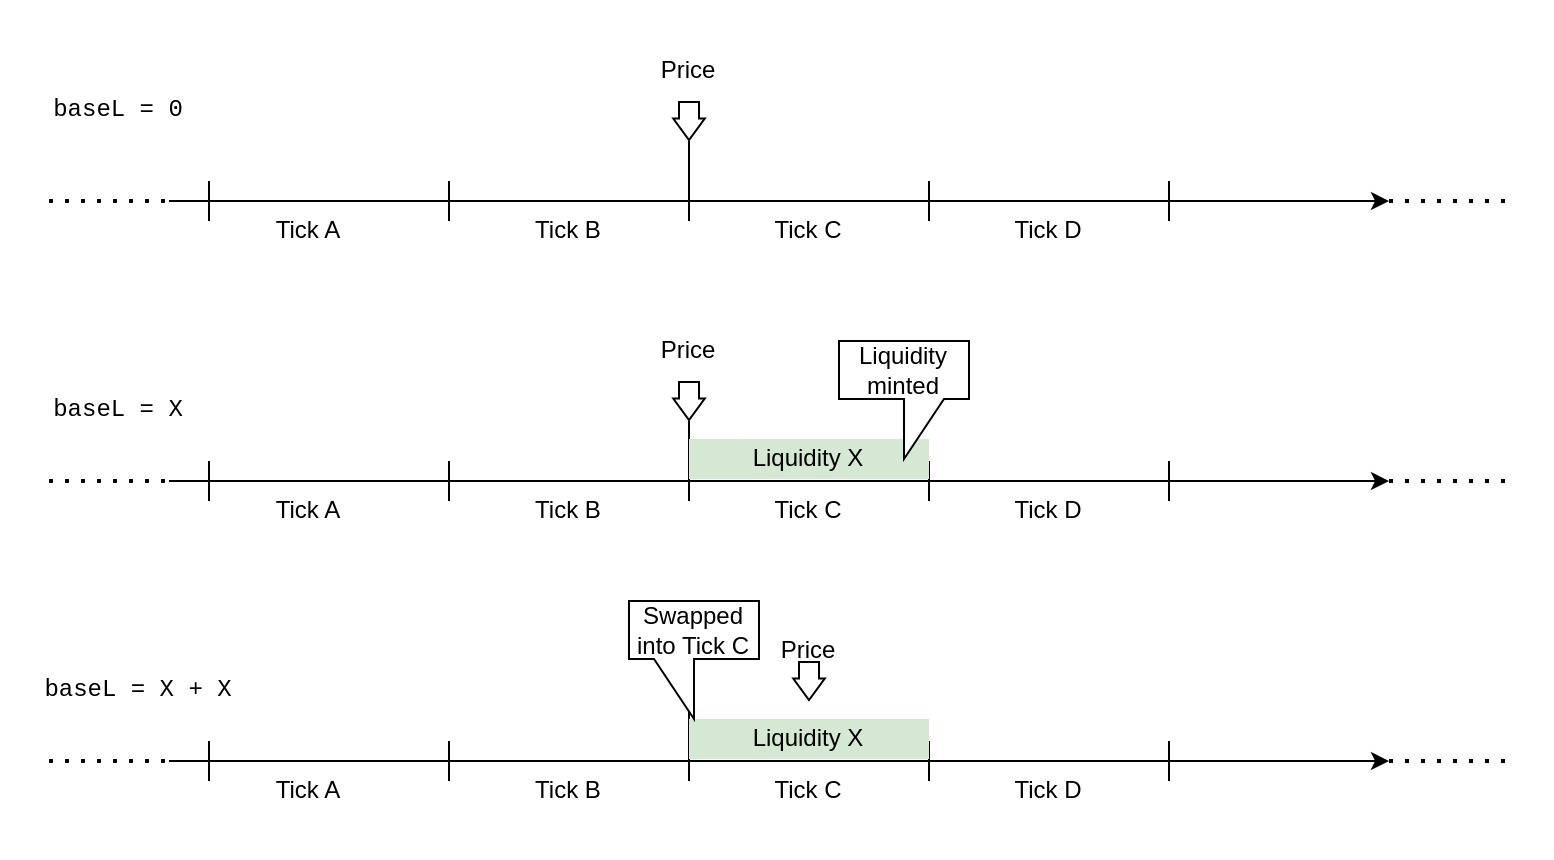 Price
baseL = 0
Tick A
Tick B
Tick C
Tick D
Price
Liquidity
minted
baseL = X
Liquidity X
Tick A
Tick B
Tick C
Tick D
Swapped
into Tick C
Price
baseL = X + X
Liquidity X
Tick A
Tick B
Tick C
Tick D